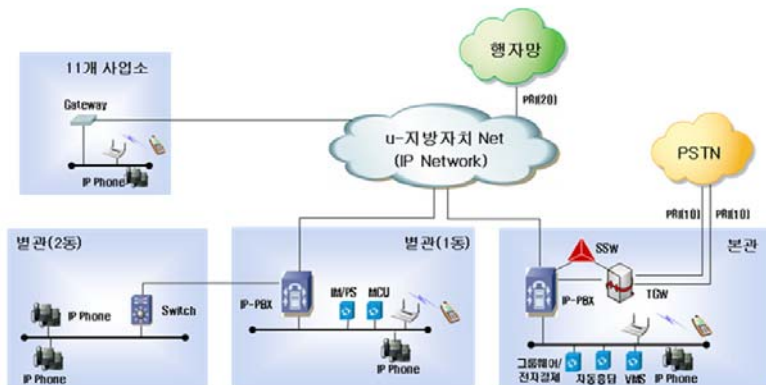 행자망
11개 사업소
Gateway
IP Phone
PRI(20)
u-지방자치 Net
(IP Network)
PSTN
PRI(10)
PRI(10)
별관(2동)
IP Phone
Switch
IP Phone
별관(1동)
IP-PBX
IM/PS
MCU
IP Phone
본관
SSW
IP-PBX
TGW
그룹웨어/
전자결제
자동응답
VMS
IP Phone